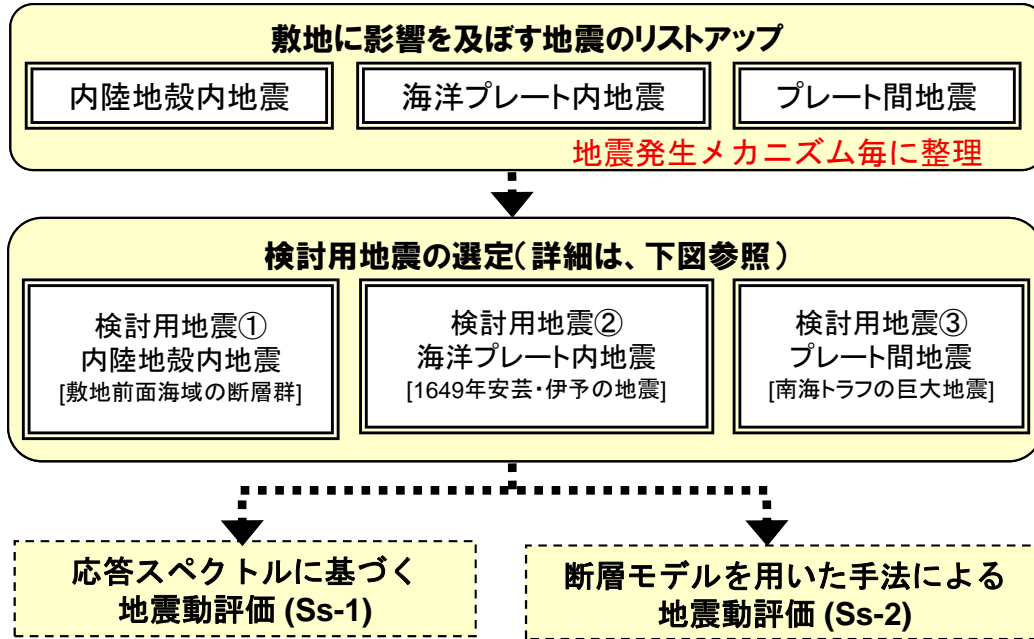 敷地に影響を及ぼす地震のリストアップ
内陸地殻内地震
海洋プレート内地震
プレート間地震
地震発生メカニズム毎に整理
検討用地震の選定(詳細は、下図参照)
検討用地震①
内陸地殻内地震
[敷地前面海域の断層群]
検討用地震②
海洋プレート内地震
[1649年安芸・伊予の地震]
検討用地震③
プレート間地震
[南海トラフの巨大地震]
応答スペクトルに基づく
地震動評価 (Ss-1)
断層モデルを用いた手法による
地震動評価 (Ss-2)